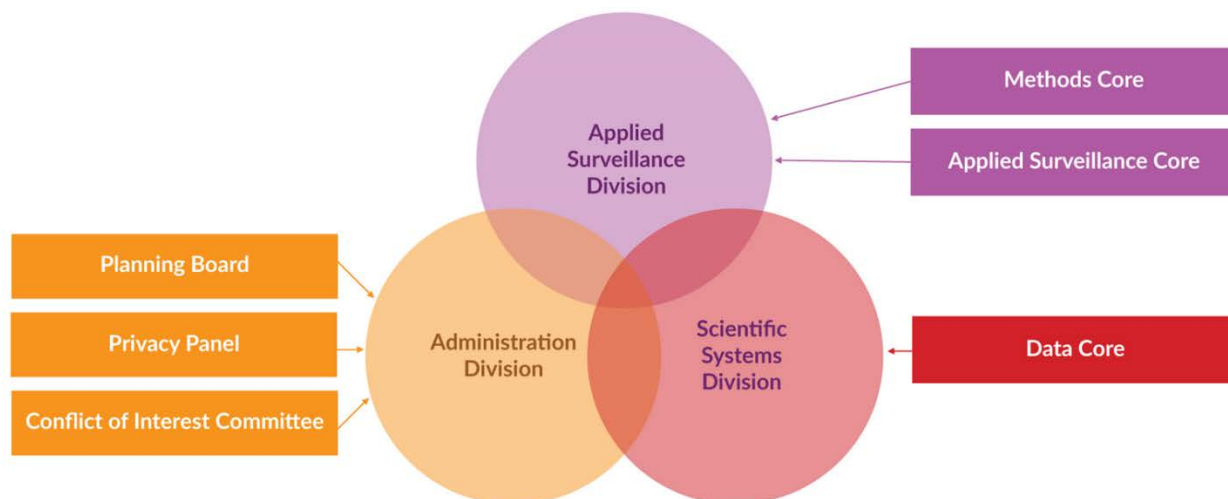 Applied
Surveillance
Division
Methods Core
Applied Surveillance Core
Planning Board
Privacy Panel
Conflict of Interest Committee
Administration
Division
Scientific
Systems
Division
Data Core